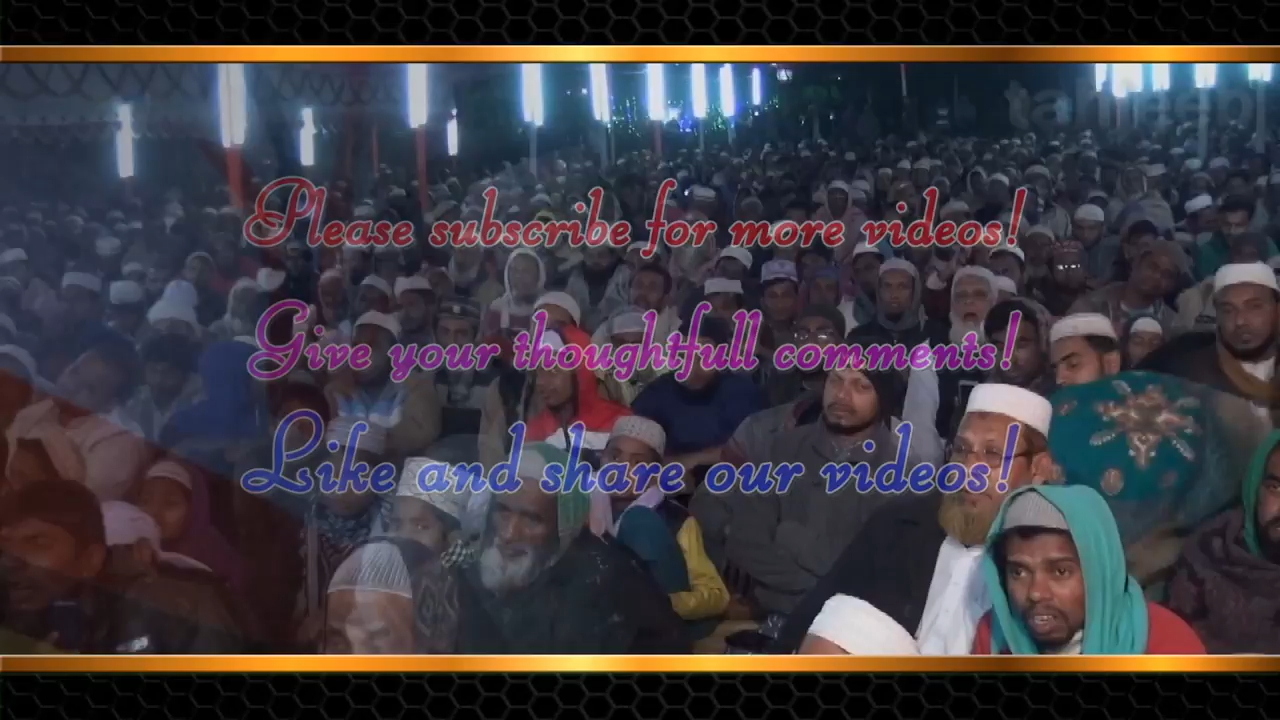 Please subscribe for more videos!
Give your thoughtfull comments!
Like and share our videos!